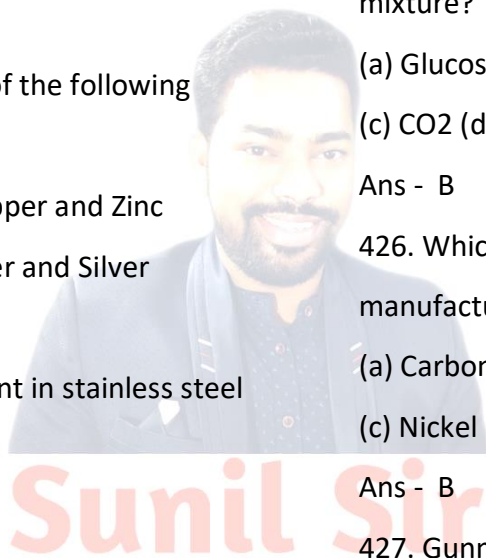 of the following
pper and Zinc
er and Silver
nt in stainless steel
mixture?
(a) Glucos
(c) CO2 (d
Ans - B
426. Whic
manufactu
(a) Carbon
(c) Nickel
Ans - B
427. Gunn
Sunil Sir